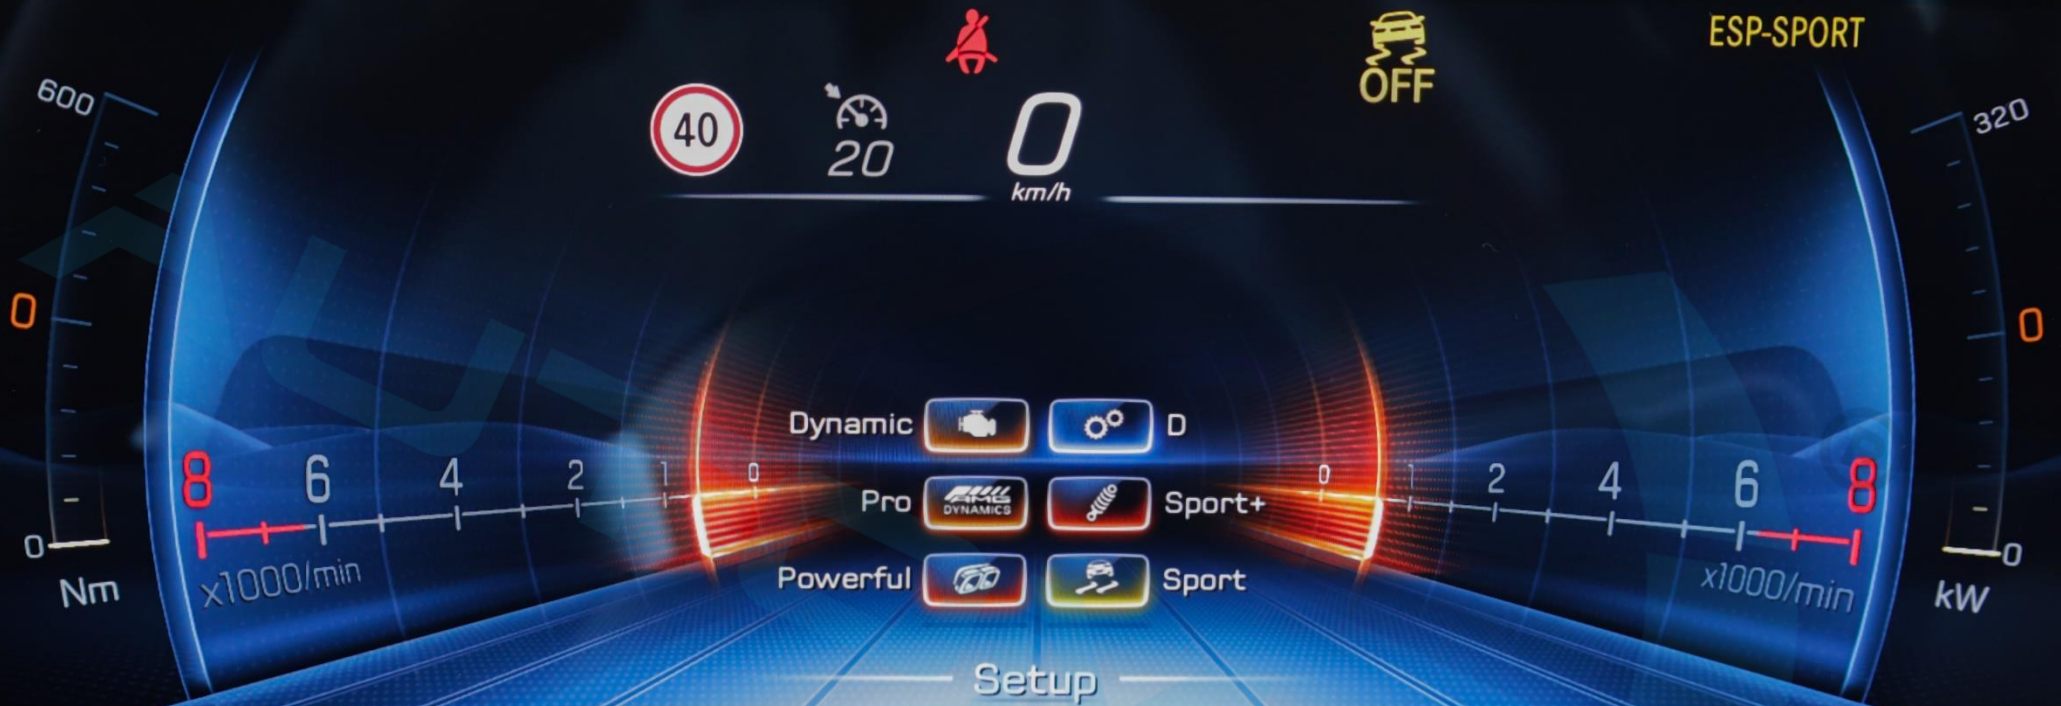 ESP-SPORT
OFF
40
20
0
km/h
600
320
0
0
Dynamic
D
Pro
AMG
DYNAMICS
Sport+
Powerful
Sport
8 6 4 2 1 0
0 1 2 4 6 8
x1000/min
x1000/min
0
Nm
0
kW
Setup